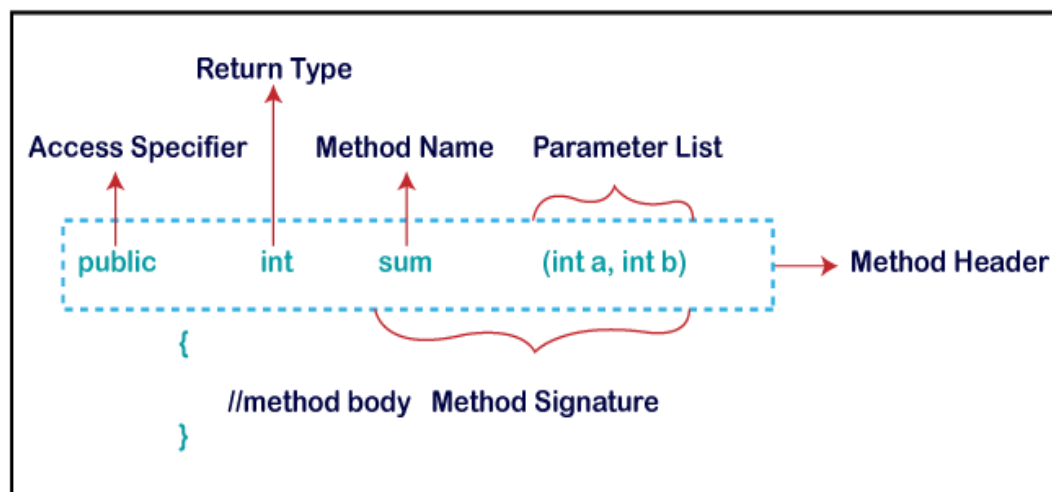 Return Type
Access Specifier Method Name Parameter List
public int sum (int a, int b) Method Header
{
//method body Method Signature
}